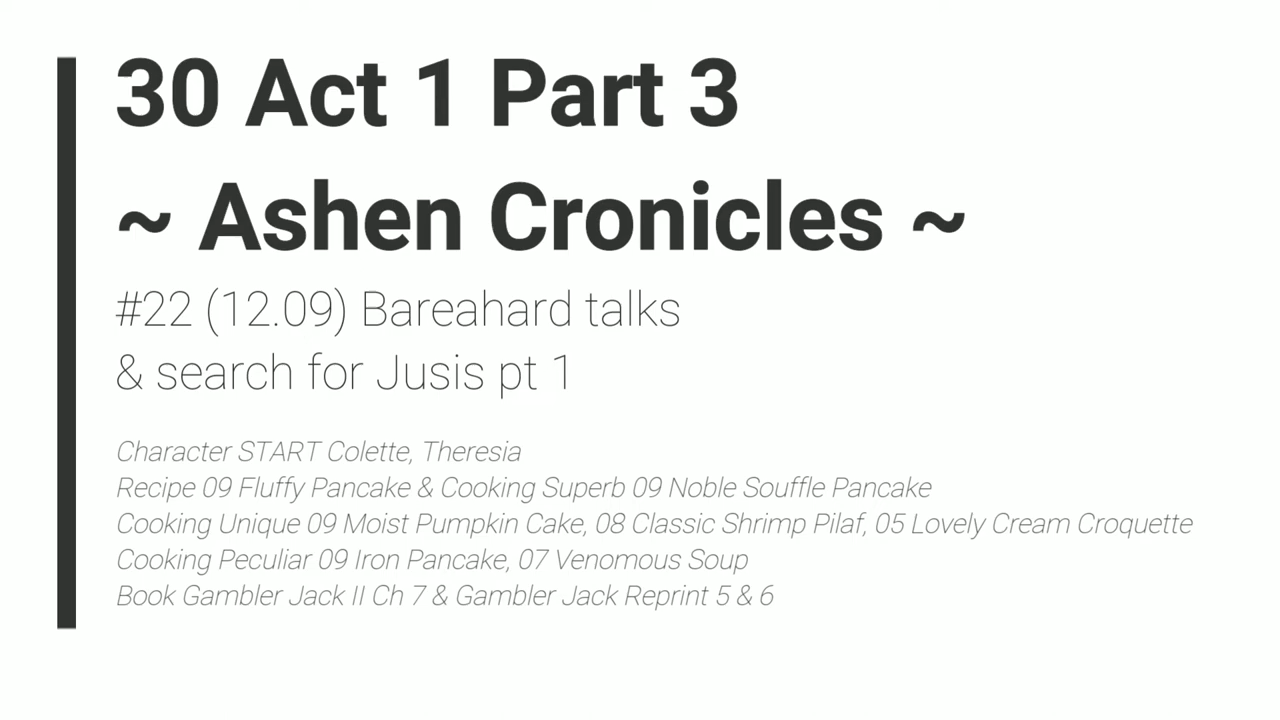 30 Act 1 Part 3
~ Ashen Cronicles ~
#22 (12.09) Bareahard talks
& search for Jusis pt 1
Character START Colette, Theresia
Recipe 09 Fluffy Pancake & Cooking Superb 09 Noble Souffle Pancake
Cooking Unique 09 Moist Pumpkin Cake, 08 Classic Shrimp Pilaf, 05 Lovely Cream Croquette
Cooking Peculiar 09 Iron Pancake, 07 Venomous Soup
Book Gambler Jack II Ch 7 & Gambler Jack Reprint 5 & 6